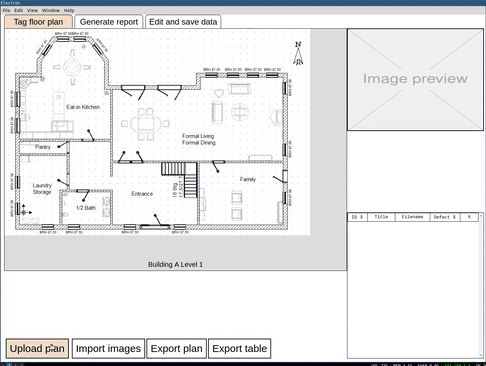 Electron
File Edit View Window Help
Tag floor plan Generate report Edit and save data
N
Image preview
Eat-in Kitchen
Formal Living
Formal Dining
Pantry
Laundry
Storage
Family
Entrance
1/2 Bath
ID Title Filename Defect X
Building A Level 1
Upload plan Import images Export plan Export table